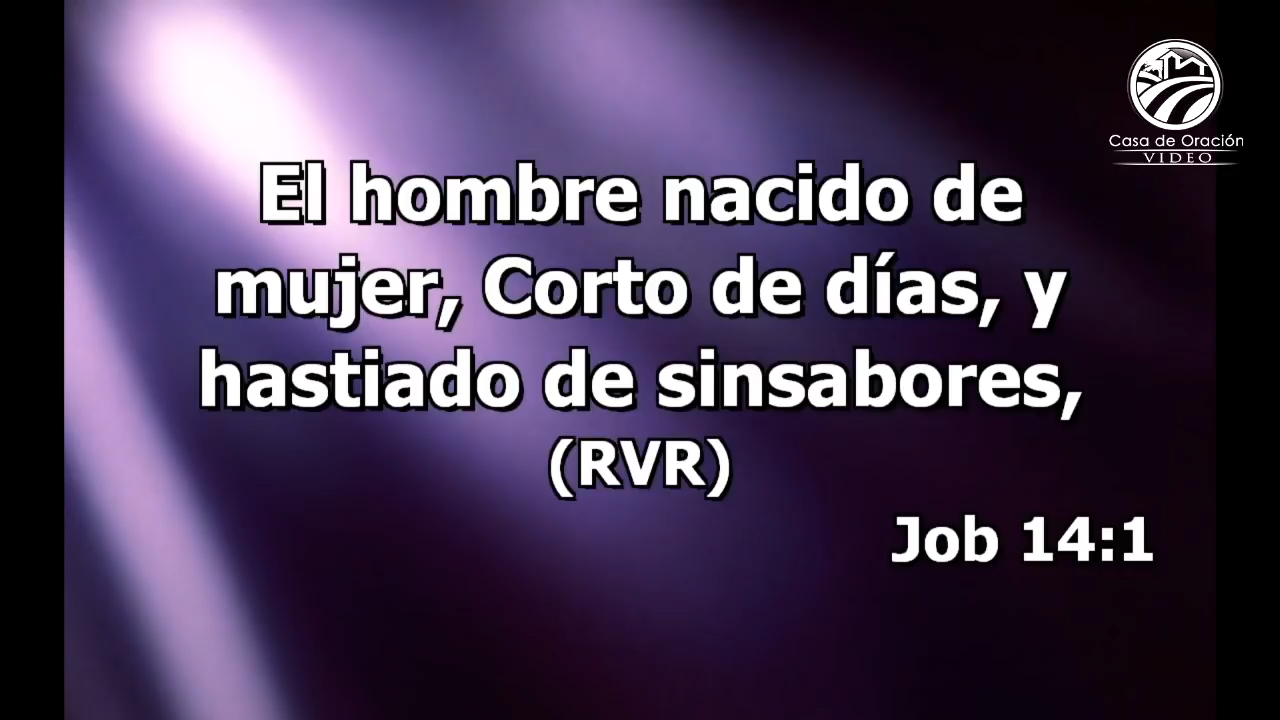 Casa de Oración
VIDEO
El hombre nacido de
mujer, Corto de días, y
hastiado de sinsabores,
(RVR)
Job 14:1